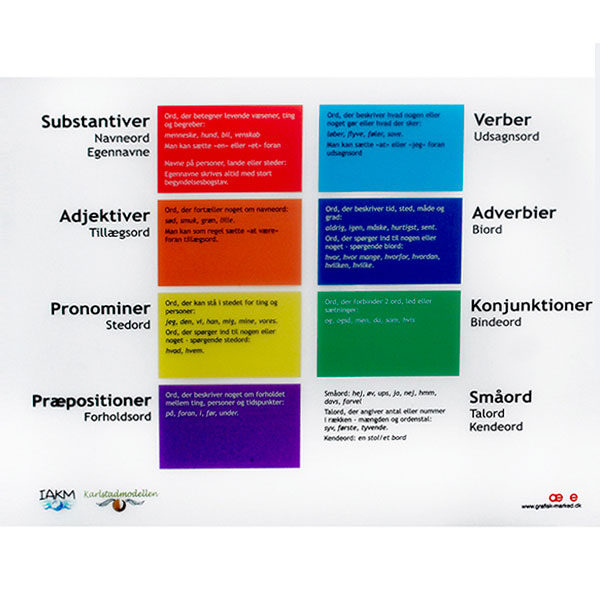 Substantiver
Navneord
Egennavne
Ord, der betegner levende væsener, ting
og begreber:
menneske, hund, bil, venskab
Man kan sætte «en» eller «et» foran
Navne på personer, lande eller steder:
Egennavne skrives altid med stort
begyndelsesbogstav.
Ord, der beskriver hvad nogen eller
noget gør eller hvad der sker:
løber, flyve, føler, sove.
Man kan sætte «at» eller «jeg» foran
udsagnsord
Verber
Udsagnsord
Adjektiver
Tillægsord
Ord, der fortæller noget om navneord:
sød, smuk, grøn, lille.
Man kan som regel sætte «at være»
foran tillægsord.
Ord, der beskriver tid, sted, måde og
grad:
aldrig, igen, måske, hurtigst, sent.
Ord, der spørger ind til nogen eller
noget - spørgende biord:
hvor, hvor mange, hvorfor, hvordan,
hvilken, hvilke.
Adverbier
Biord
Pronominer
Stedord
Ord, der kan stå i stedet for ting og
personer:
jeg, den, vi, han, mig, mine, vores.
Ord, der spørger ind til nogen eller
noget - spørgende stedord:
hvad, hvem.
Ord, der forbinder 2 ord, led eller
sætninger:
og, også, men, da, som, hvis
Konjunktioner
Bindeord
Præpositioner
Forholdsord
Ord, der beskriver noget om forholdet
mellem ting, personer og tidspunkter:
på, foran, i, før, under.
Småord: hej, øv, ups, ja, nej, hmm,
davs, farvel
Talord, der angiver antal eller nummer
i rækken - mængden og ordenstal:
syv, første, tyvende.
Kendeord: en stol/et bord
Småord
Talord
Kendeord
IAKM
Karlstadmodellen
œ e
www.grafisk-marked.dk